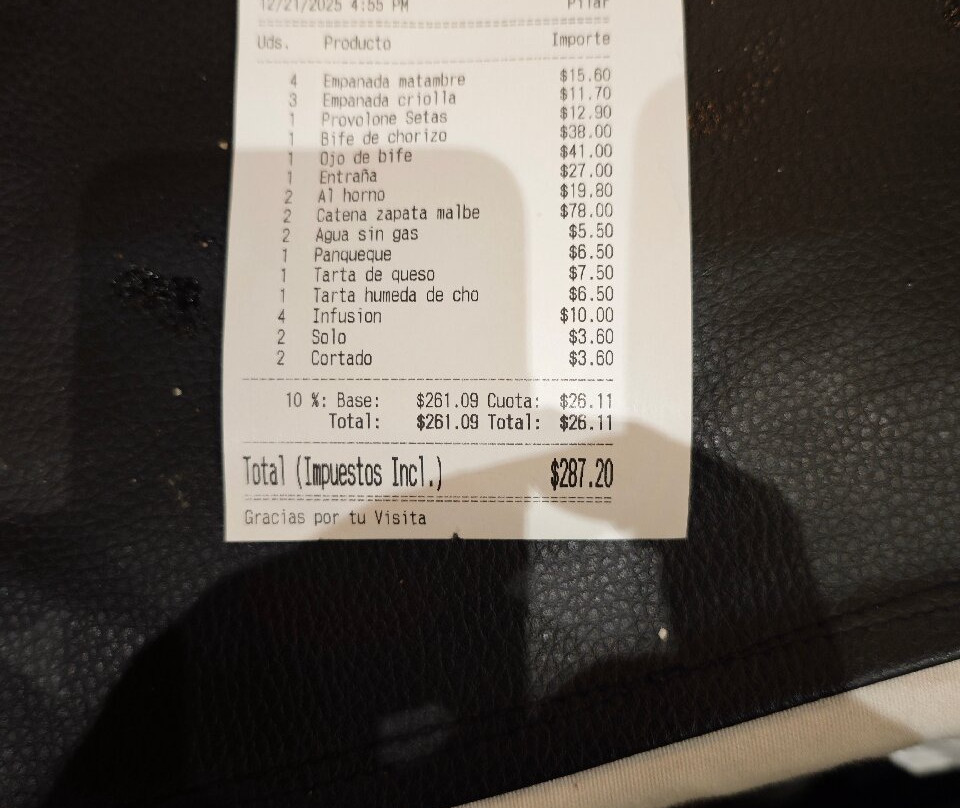 12/21/2025 4:55 PM Pilar
Uds. Producto Importe
4 Empanada matambre $15.60
3 Empanada criolla $11.70
1 Provolone Setas $12.90
1 Bife de chorizo $38.00
1 Ojo de bife $41.00
1 Entraña $27.00
2 Al horno $19.80
2 Catena zapata malbe $78.00
2 Agua sin gas $5.50
1 Panqueque $6.50
1 Tarta de queso $7.50
1 Tarta humeda de cho $6.50
4 Infusion $10.00
2 Solo $3.60
2 Cortado $3.60
10 %: Base: $261.09 Cuota: $26.11
Total: $261.09 Total: $26.11
Total (Impuestos Incl.) $287.20
Gracias por tu Visita